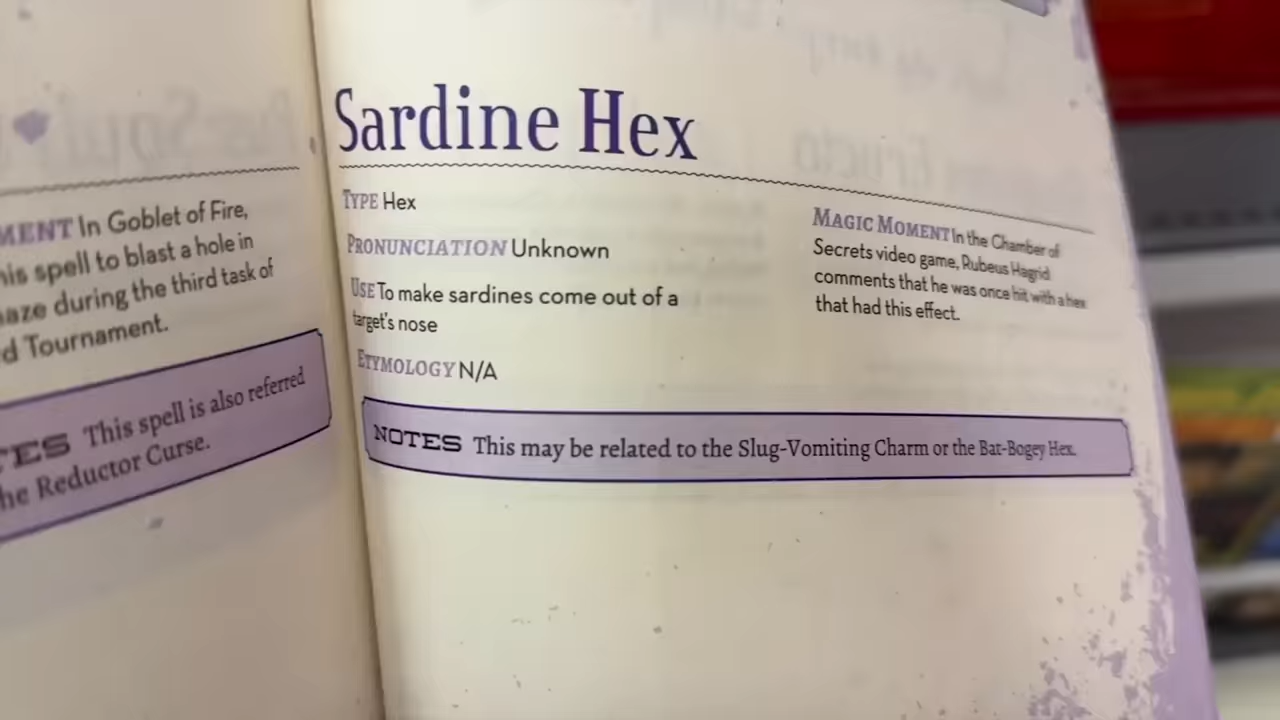 MENT In Goblet of Fire,
his spell to blast a hole in
aze during the third task of
d Tournament.
TES This spell is also referred
he Reductor Curse.
Sardine Hex
TYPE Hex
PRONUNCIATION Unknown
USE To make sardines come out of a
target's nose
ETYMOLOGY N/A
MAGIC MOMENT In the Chamber of
Secrets video game, Rubeus Hagrid
comments that he was once hit with a hex
that had this effect.
NOTES This may be related to the Slug-Vomiting Charm or the Bat-Bogey Hex.